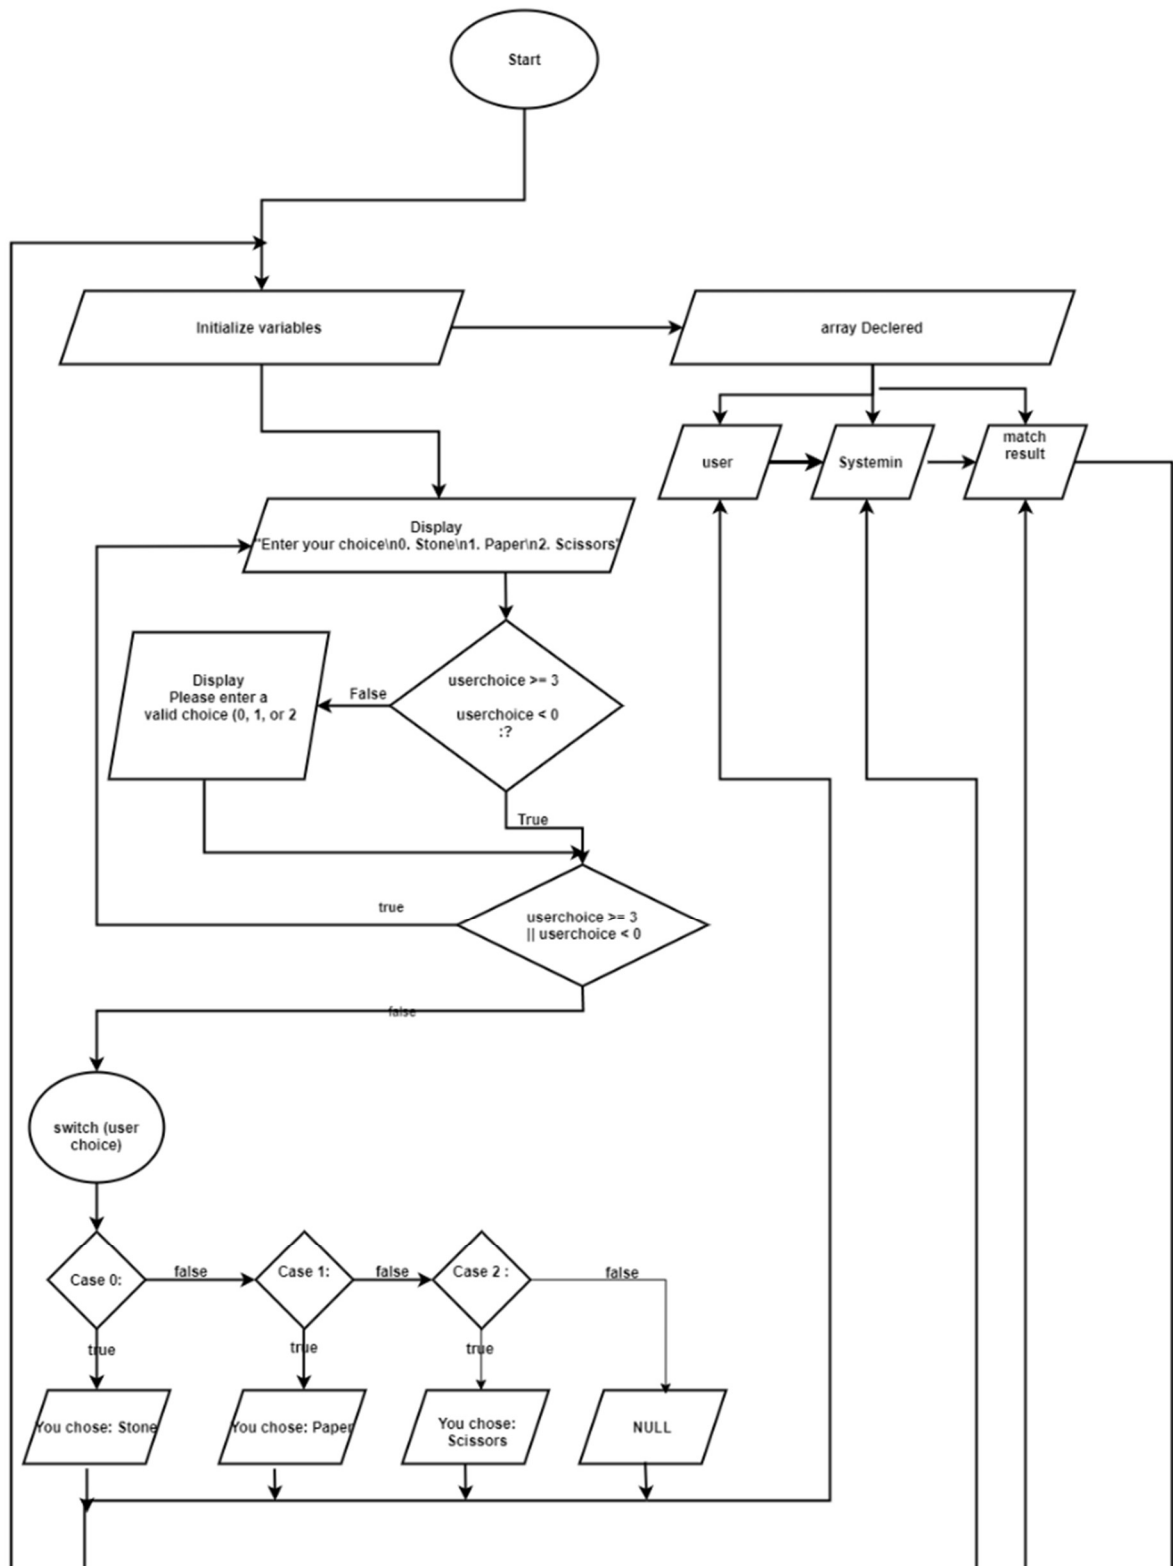 Start
Initialize variables
array Declered
user
Systemin
match
result
Display
"Enter your choice\n0. Stone\n1. Paper\n2. Scissors"
Display
Please enter a
valid choice (0, 1, or 2
False
userchoice >= 3
userchoice < 0
:?
True
true
userchoice >= 3
|| userchoice < 0
false
switch (user
choice)
Case 0:
false
Case 1:
false
Case 2 :
false
true
true
true
You chose: Stone
You chose: Paper
You chose:
Scissors
NULL